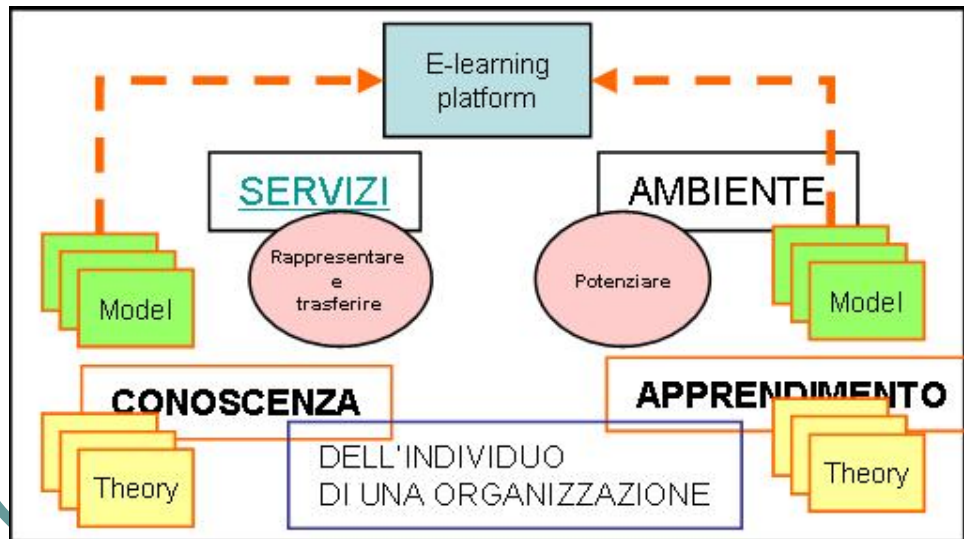 E-learning
platform
SERVIZI
AMBIENTE
Rappresentare
e
trasferire
Potenziare
Model
Model
CONOSCENZA
APPRENDIMENTO
Theory
DELL'INDIVIDUO
DI UNA ORGANIZZAZIONE
Theory